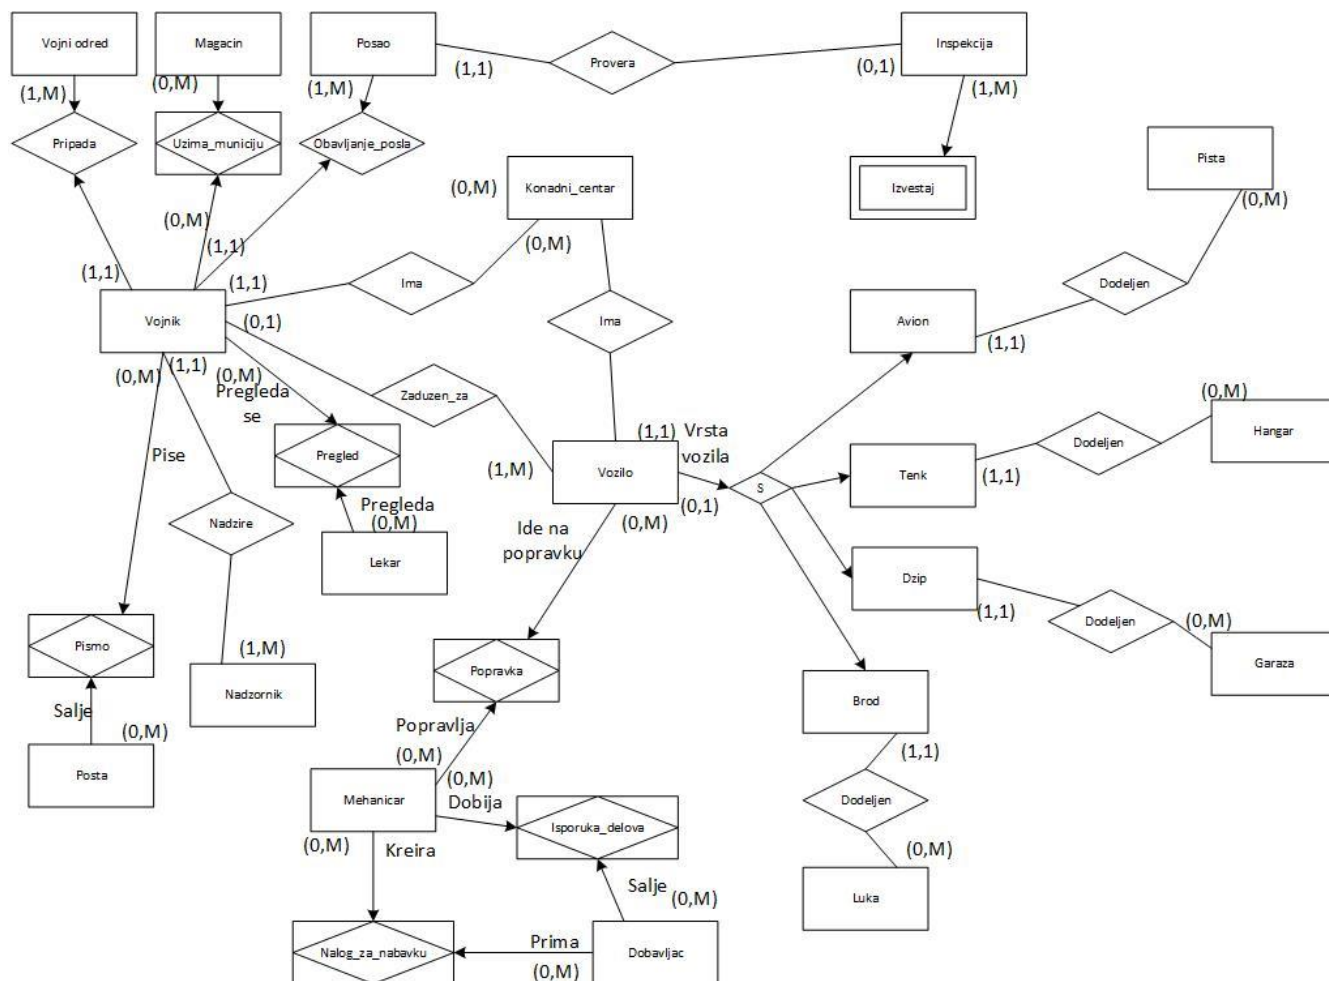 Vojni odred
Magacin
Posao
Inspekcija
Provera
(1,1)
(0,1)
(1,M)
(0,M)
(1,M)
(1,M)
Pripada
Uzima_municiju
Obavljanje_posla
Pista
(0,M)
Izvestaj
Konadni_centar
(0,M)
(0,M)
(0,M)
(1,1)
(1,1)
(1,1)
Ima
Dodeljen
Vojnik
(0,1)
Ima
Avion
(1,1)
(0,M)
(1,1)
(0,M)
Pregleda
se
Zaduzen_za
(0,M)
Hangar
Pise
Pregled
(1,M)
(1,1)
Vrsta
vozila
Vozilo
(0,1)
(0,M)
S
Tenk
(1,1)
Dodeljen
Pregleda
(0,M)
Nadzire
Lekar
Ide na
popravku
Dzip
(1,1)
Dodeljen
(0,M)
Garaza
Pismo
(1,M)
Nadzornik
Popravka
Brod
(1,1)
Salje
(0,M)
Posta
Popravlja
(0,M)
(0,M)
Mehanicar
Dobija
(0,M)
Kreira
Isporuka_delova
Dodeljen
(0,M)
Luka
Salje
(0,M)
Nalog_za_nabavku
Prima
(0,M)
Dobavljac